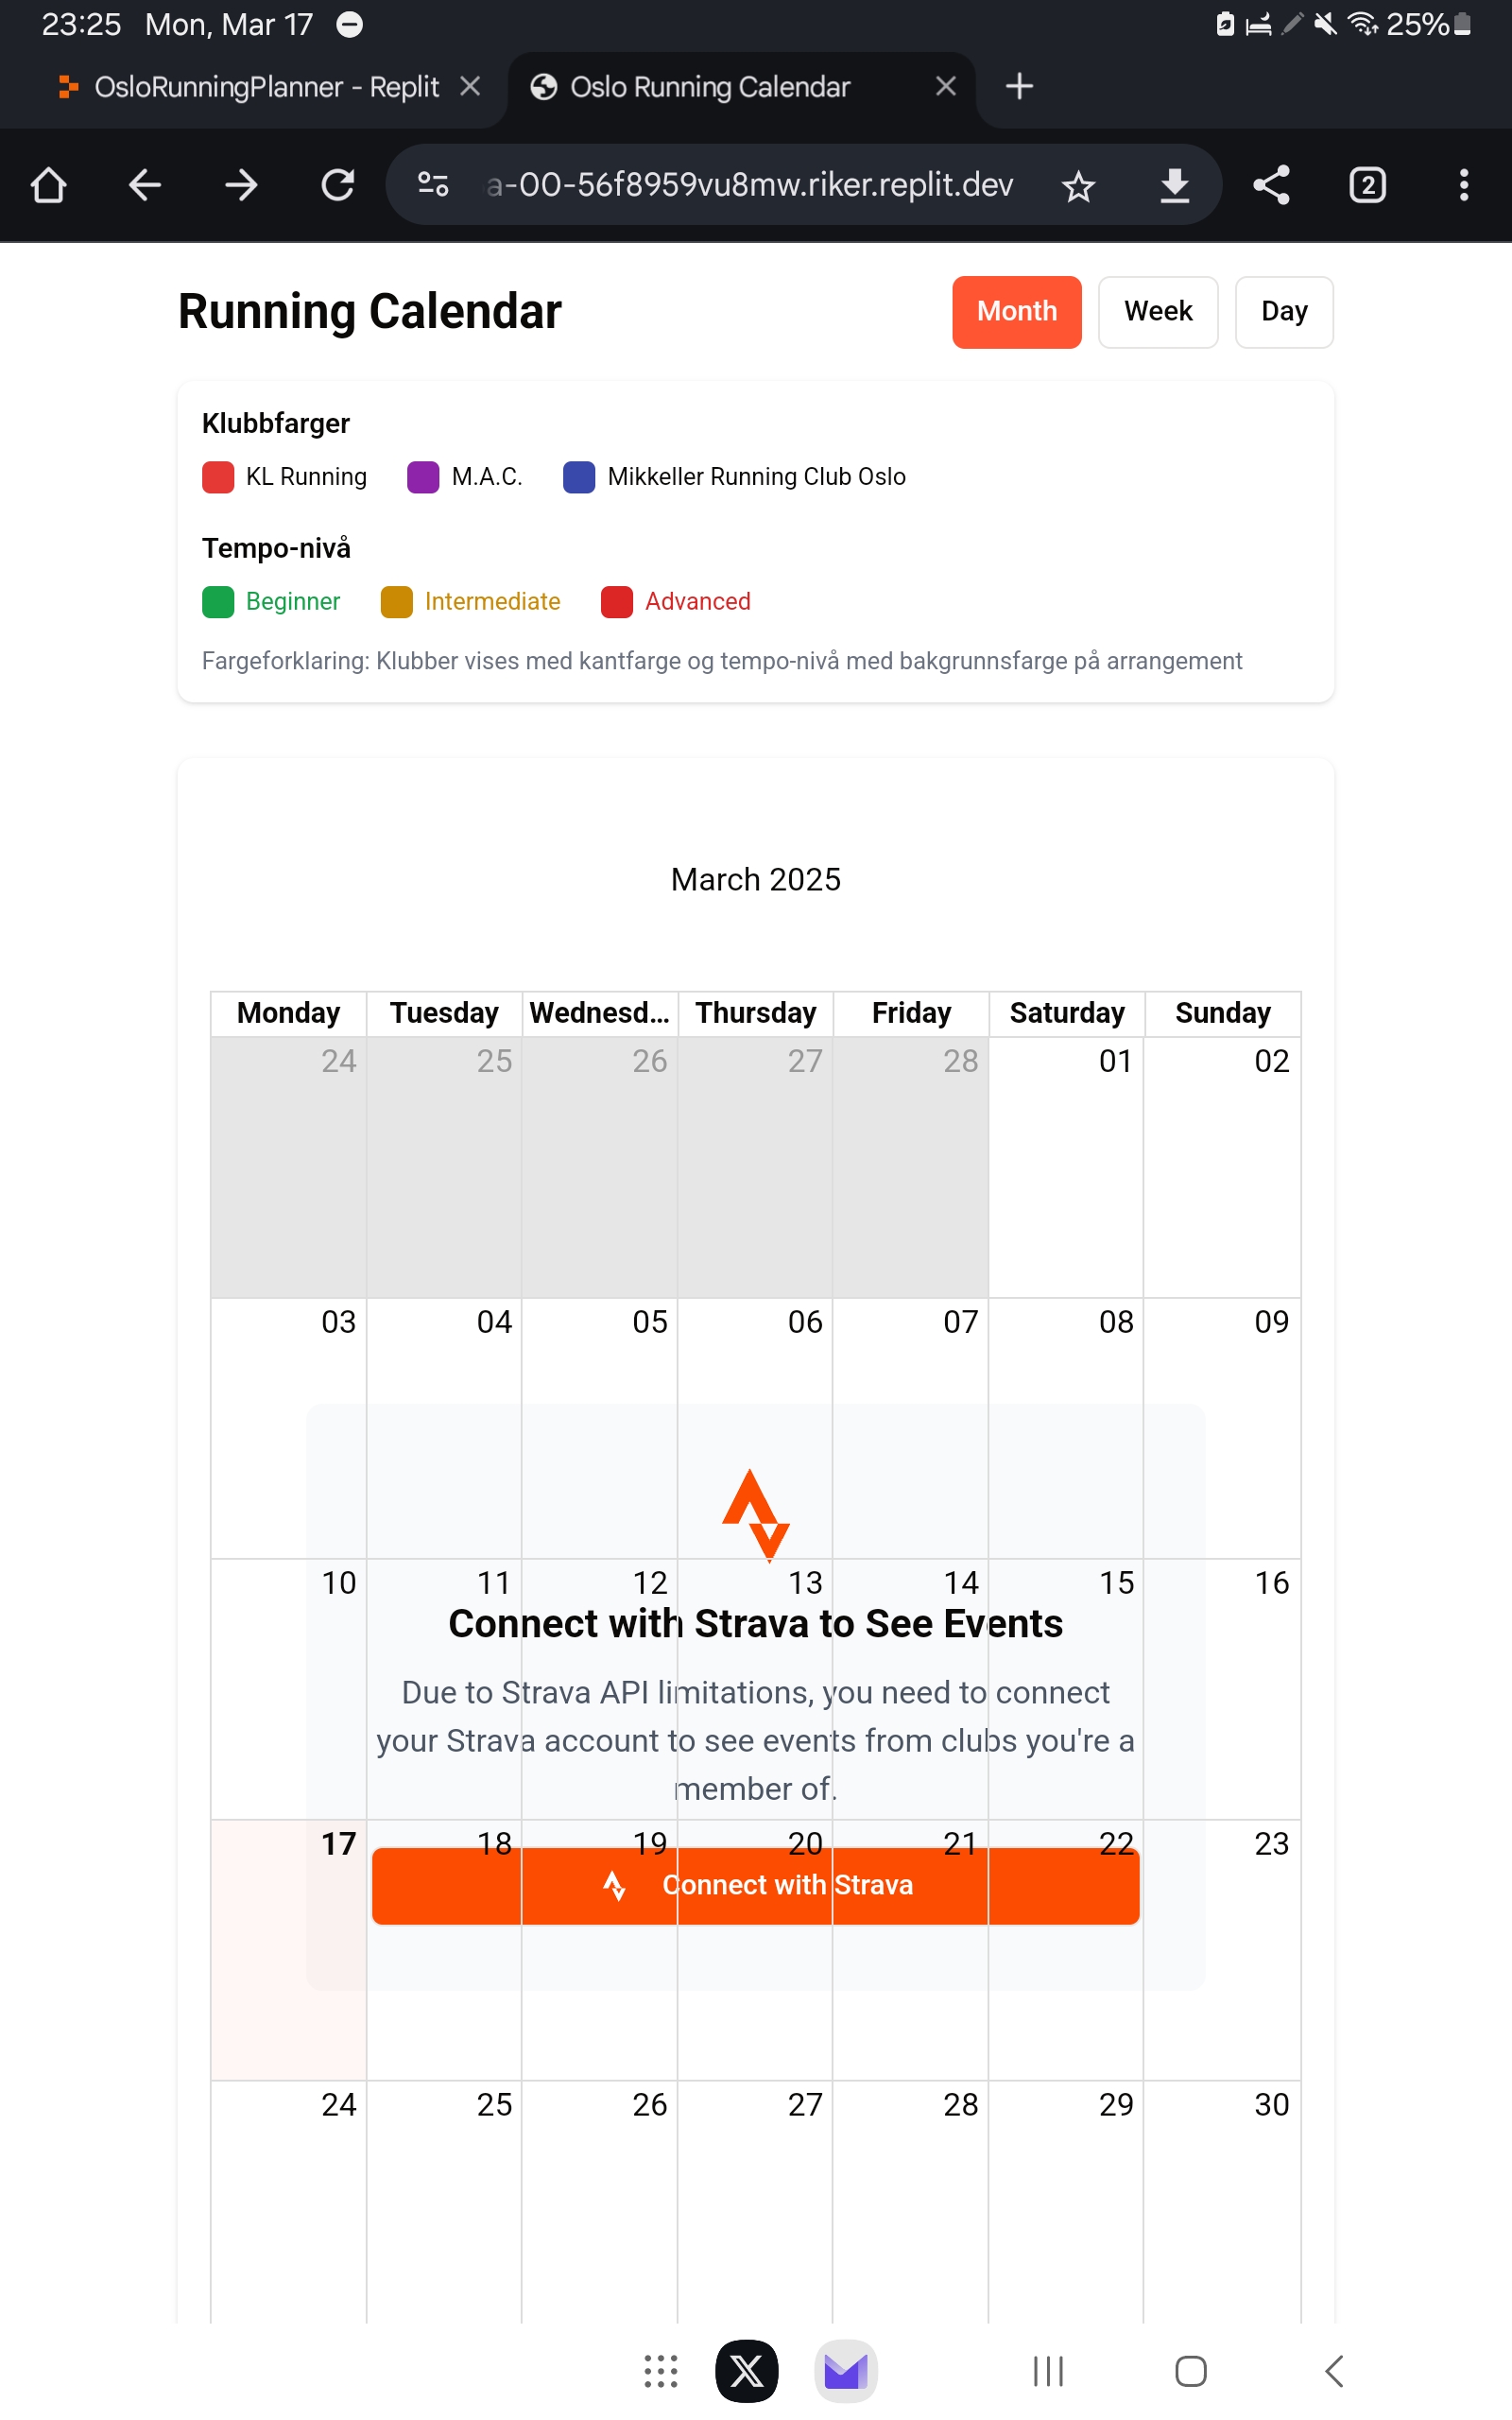 23:25 Mon, Mar 17 25%
OsloRunningPlanner - Replit Oslo Running Calendar
a-00-56f8959vu8mw.riker.replit.dev 2
Running Calendar Month Week Day
Klubbfarger
KL Running M.A.C. Mikkeller Running Club Oslo
Tempo-nivå
Beginner Intermediate Advanced
Fargeforklaring: Klubber vises med kantfarge og tempo-nivå med bakgrunnsfarge på arrangement
March 2025
Monday Tuesday Wednesd... Thursday Friday Saturday Sunday
24 25 26 27 28 01 02
03 04 05 06 07 08 09
10 11 12 13 14 15 16
Connect with Strava to See Events
Due to Strava API limitations, you need to connect
your Strava account to see events from clubs you're a
member of.
17 18 19 20 21 22 23
Connect with Strava
24 25 26 27 28 29 30